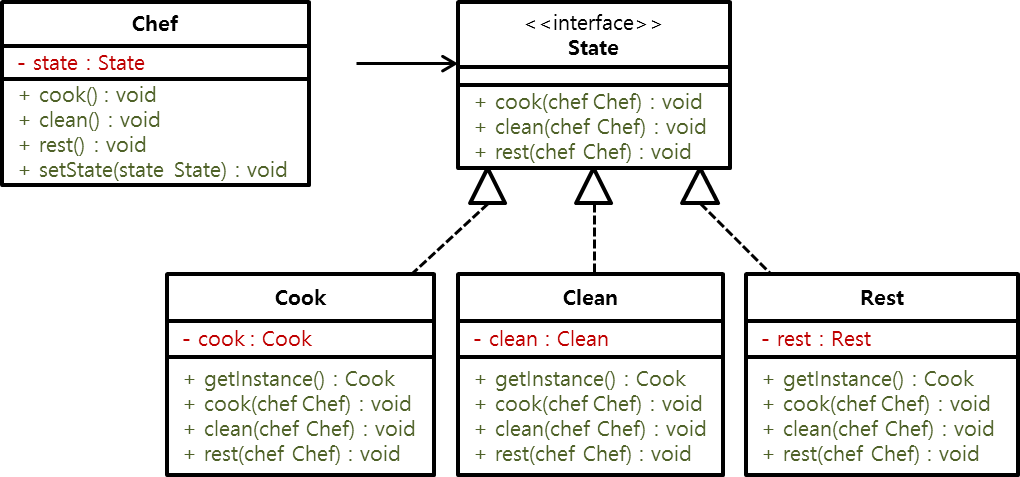 Chef
- state : State
+ cook() : void
+ clean() : void
+ rest() : void
+ setState(state State) : void
<<interface>>
State
+ cook(chef Chef) : void
+ clean(chef Chef) : void
+ rest(chef Chef) : void
Cook
- cook : Cook
+ getInstance() : Cook
+ cook(chef Chef) : void
+ clean(chef Chef) : void
+ rest(chef Chef) : void
Clean
- clean : Clean
+ getInstance() : Cook
+ cook(chef Chef) : void
+ clean(chef Chef) : void
+ rest(chef Chef) : void
Rest
- rest : Rest
+ getInstance() : Cook
+ cook(chef Chef) : void
+ clean(chef Chef) : void
+ rest(chef Chef) : void